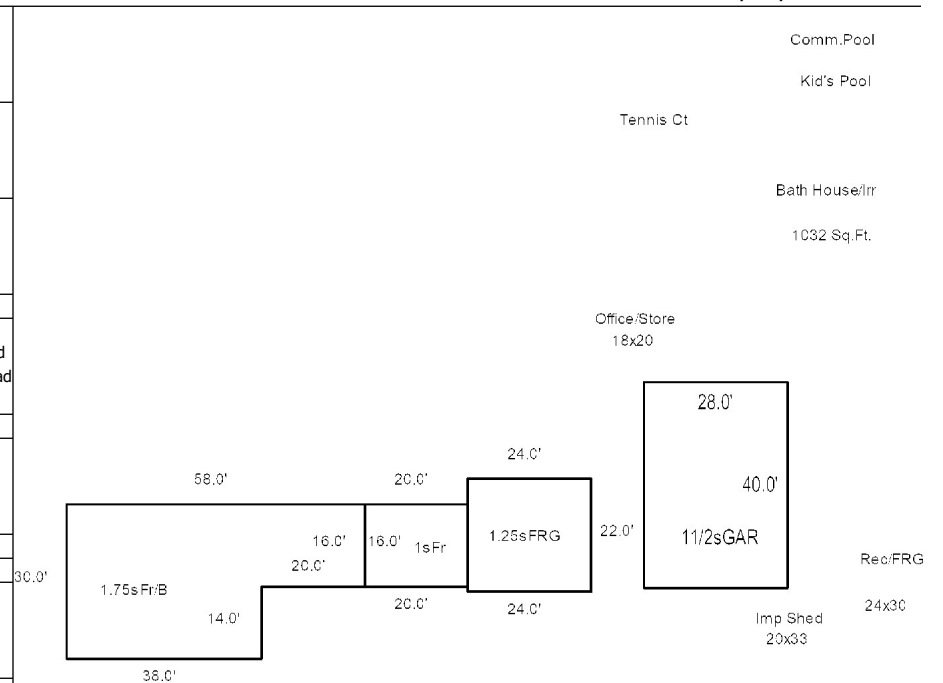 Comm.Pool
Kid's Pool
Tennis Ct
Bath House/Irr
1032 Sq.Ft.
Office/Store
18x20
d
ad
28.0'
24.0'
58.0'
20.0'
40.0'
16.0'
16.0'
1sFr
1.25sFRG
22.0'
11/2sGAR
20.0'
Rec/FRG
30.0'
1.75sFr/B
20.0'
24.0'
24x30
14.0'
Imp Shed
20x33
38.0'